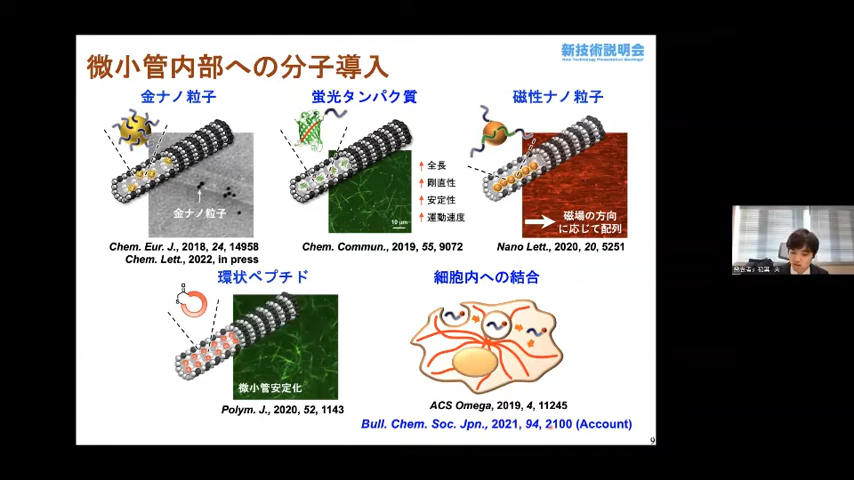 新技術説明会
New Technology Presentation Meetings!
微小管内部への分子導入
金ナノ粒子
蛍光タンパク質
磁性ナノ粒子
金ナノ粒子
10 μm
↑ 全長
↑ 剛直性
↑ 安定性
↑ 運動速度
磁場の方向
に応じて配列
Chem. Eur. J., 2018, 24, 14958
Chem. Lett., 2022, in press
Chem. Commun., 2019, 55, 9072
Nano Lett., 2020, 20, 5251
環状ペプチド
細胞内への結合
O
S
微小管安定化
Polym. J., 2020, 52, 1143
ACS Omega, 2019, 4, 11245
Bull. Chem. Soc. Jpn., 2021, 94, 2100 (Account)
9